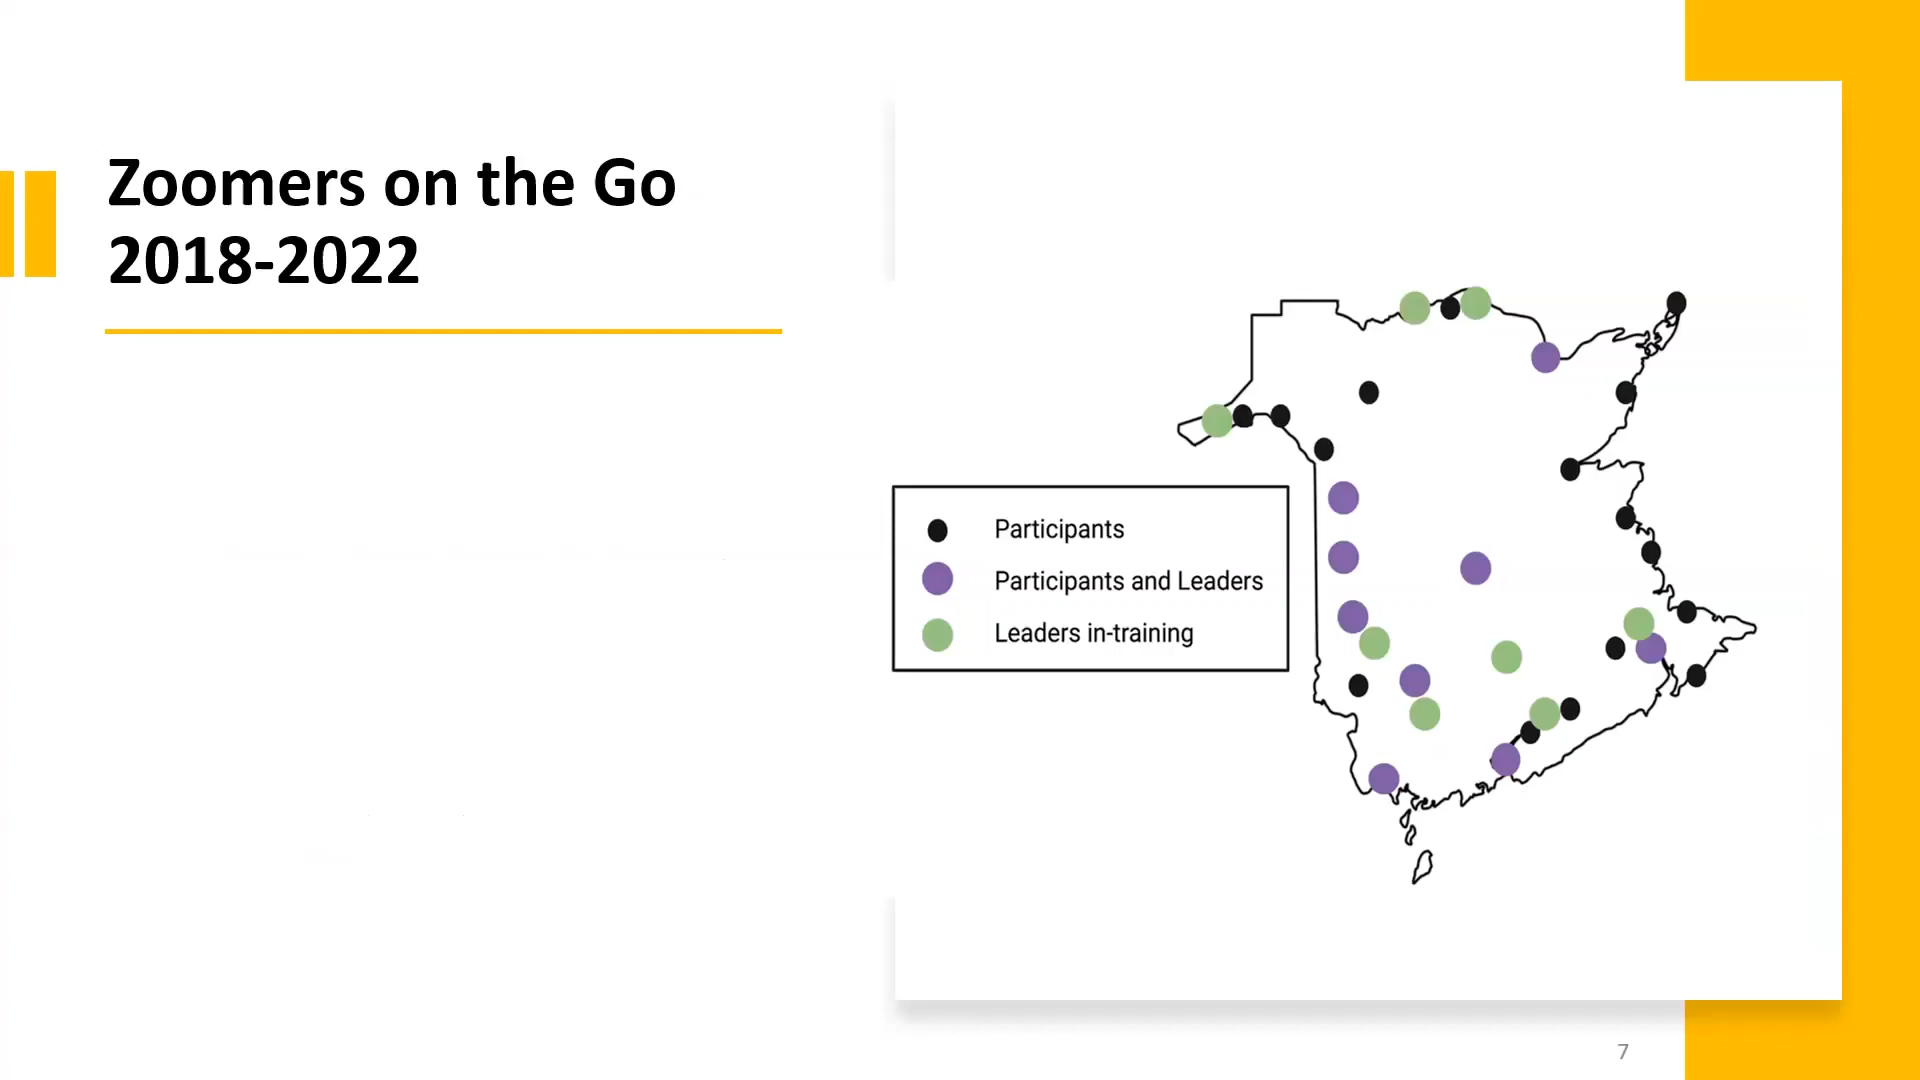 Zoomers on the Go
2018-2022
Participants
Participants and Leaders
Leaders in-training
7